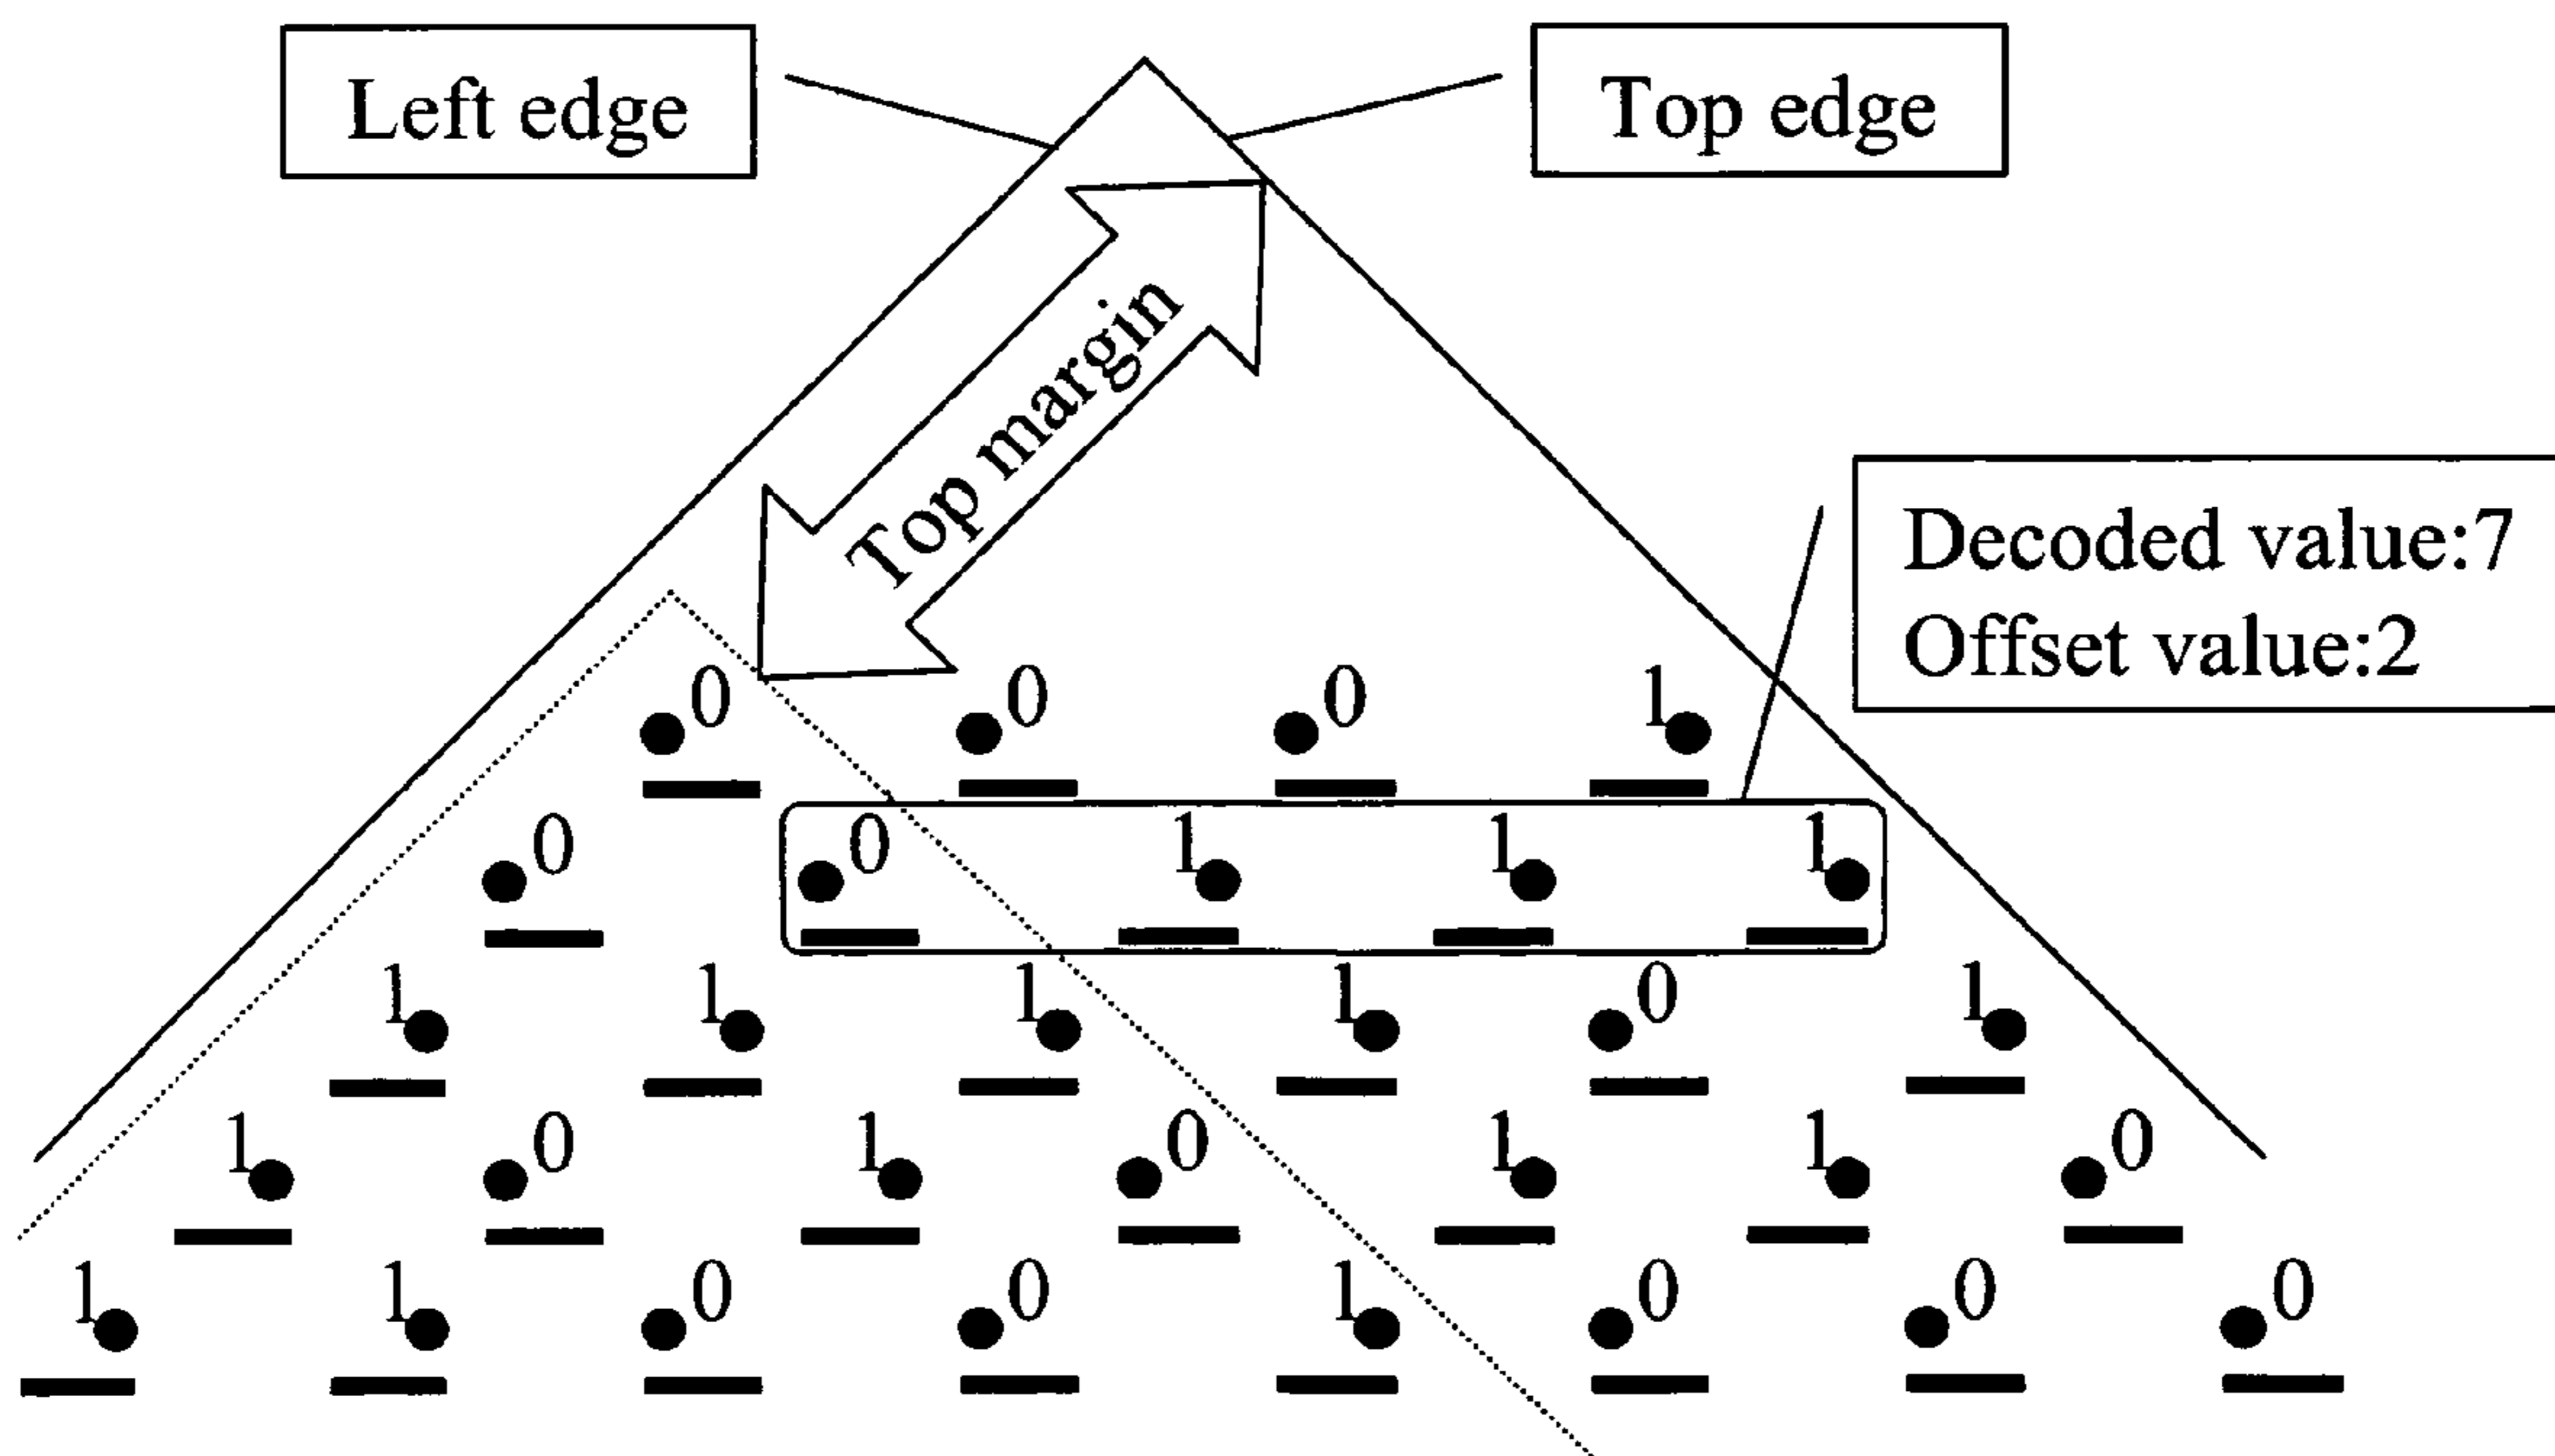 Left edge
Top edge
Top margin
Decoded value:7
Offset value:2
0 0 0 1
0 0 1 1 1
1 1 1 1 0 1
1 0 1 0 1 1 0
1 1 0 0 1 0 0 0